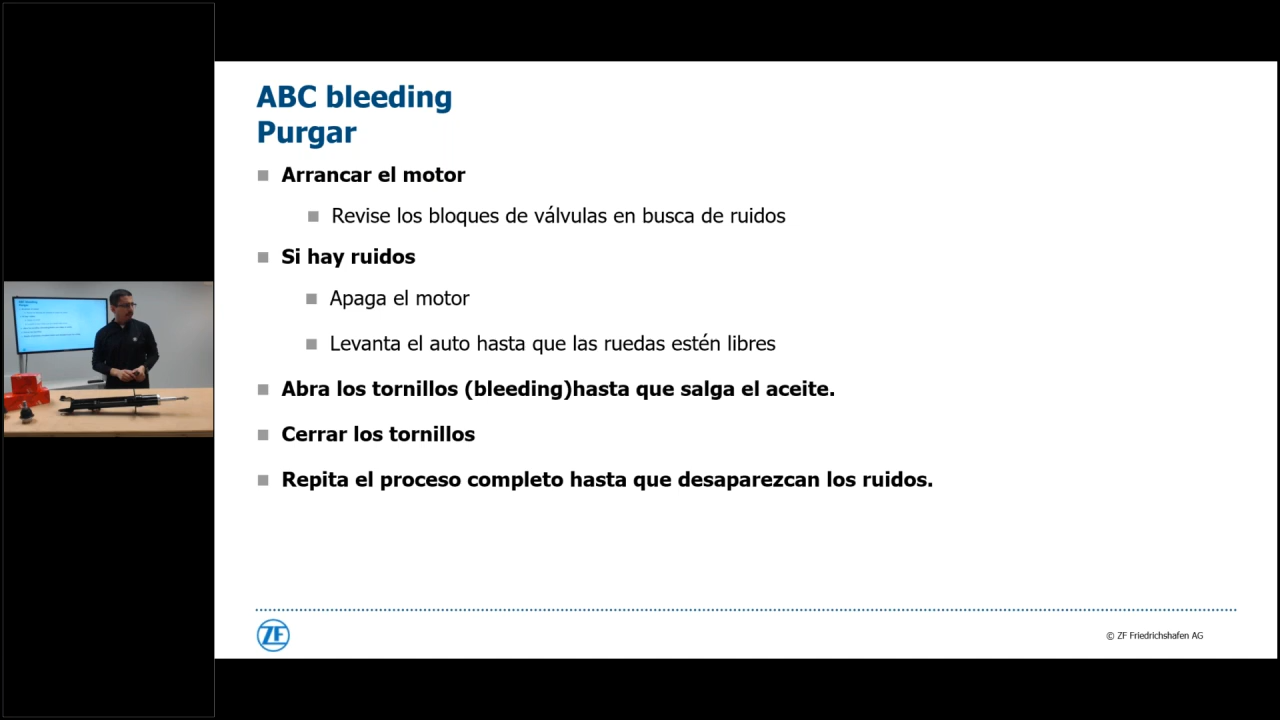 ABC bleeding
Purgar
Arrancar el motor
Revise los bloques de válvulas en busca de ruidos
Si hay ruidos
Apaga el motor
Levanta el auto hasta que las ruedas estén libres
Abra los tornillos (bleeding)hasta que salga el aceite.
Cerrar los tornillos
Repita el proceso completo hasta que desaparezcan los ruidos.
ZF
© ZF Friedrichshafen AG